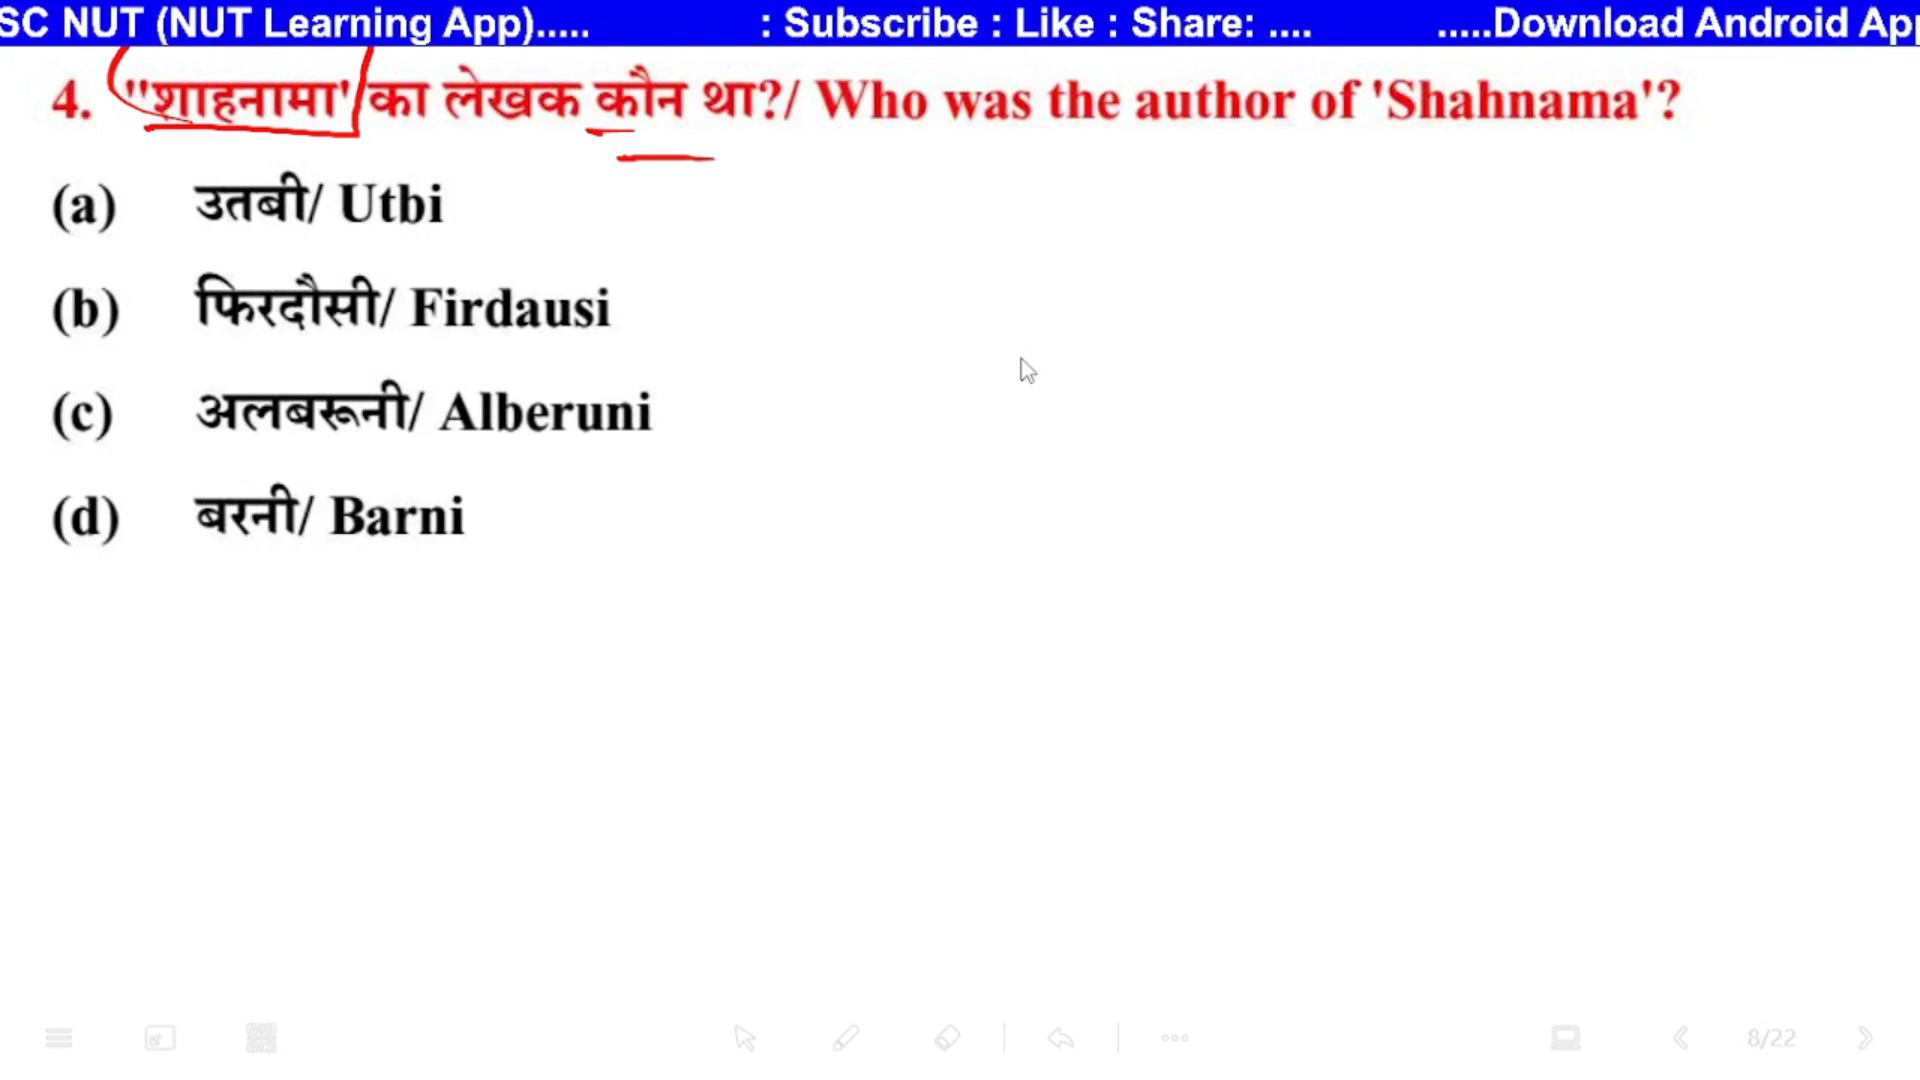 SC NUT (NUT Learning App)..... : Subscribe : Like : Share: .... .....Download Android App
4. "शाहनामा' का लेखक कौन था?/ Who was the author of 'Shahnama'?
(a) उतबी/ Utbi
(b) फिरदौसी/ Firdausi
(c) अलबरूनी/ Alberuni
(d) बरनी/ Barni
8/22